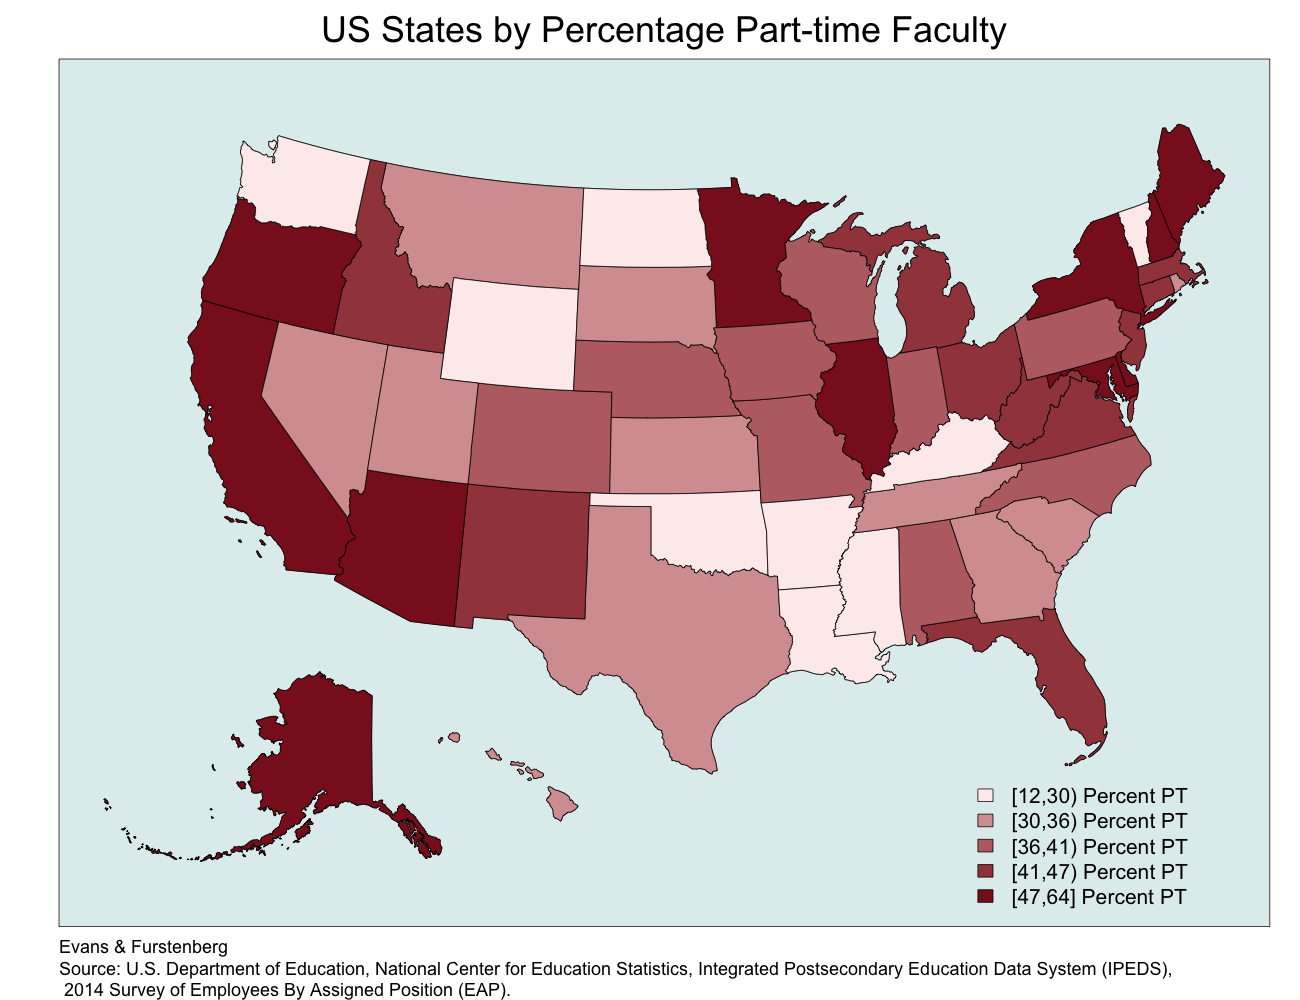 US States by Percentage Part-time Faculty
[12,30) Percent PT
[30,36) Percent PT
[36,41) Percent PT
[41,47) Percent PT
[47,64] Percent PT
Evans & Furstenberg
Source: U.S. Department of Education, National Center for Education Statistics, Integrated Postsecondary Education Data System (IPEDS),
2014 Survey of Employees By Assigned Position (EAP).